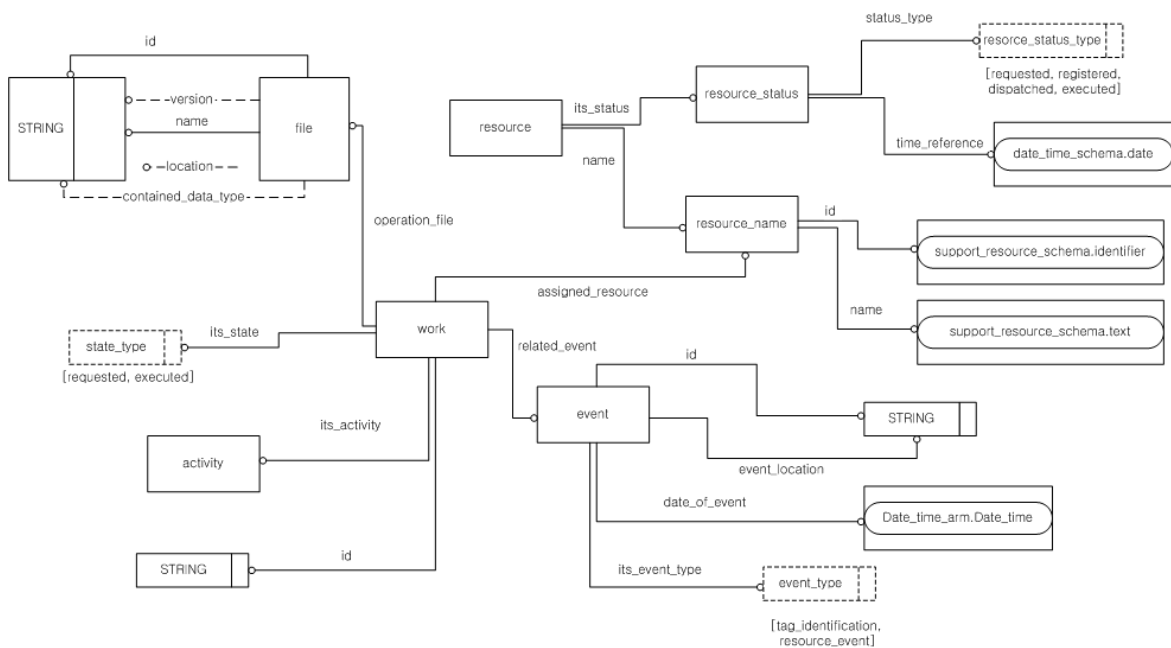 status_type
id
resorce_status_type
[requested, registered,
dispatched, executed]
resource_status
its_status
version
resource
STRING
name
file
name
time_reference
date_time_schema.date
location
contained_data_type
id
operation_file
resource_name
support_resource_schema.identifier
assigned_resource
name
work
its_state
state_type
support_resource_schema.text
related_event
id
[requested, executed]
event
STRING
its_activity
activity
event_location
date_of_event
Date_time_arm.Date_time
id
STRING
its_event_type
event_type
[tag_identification,
resource_event]